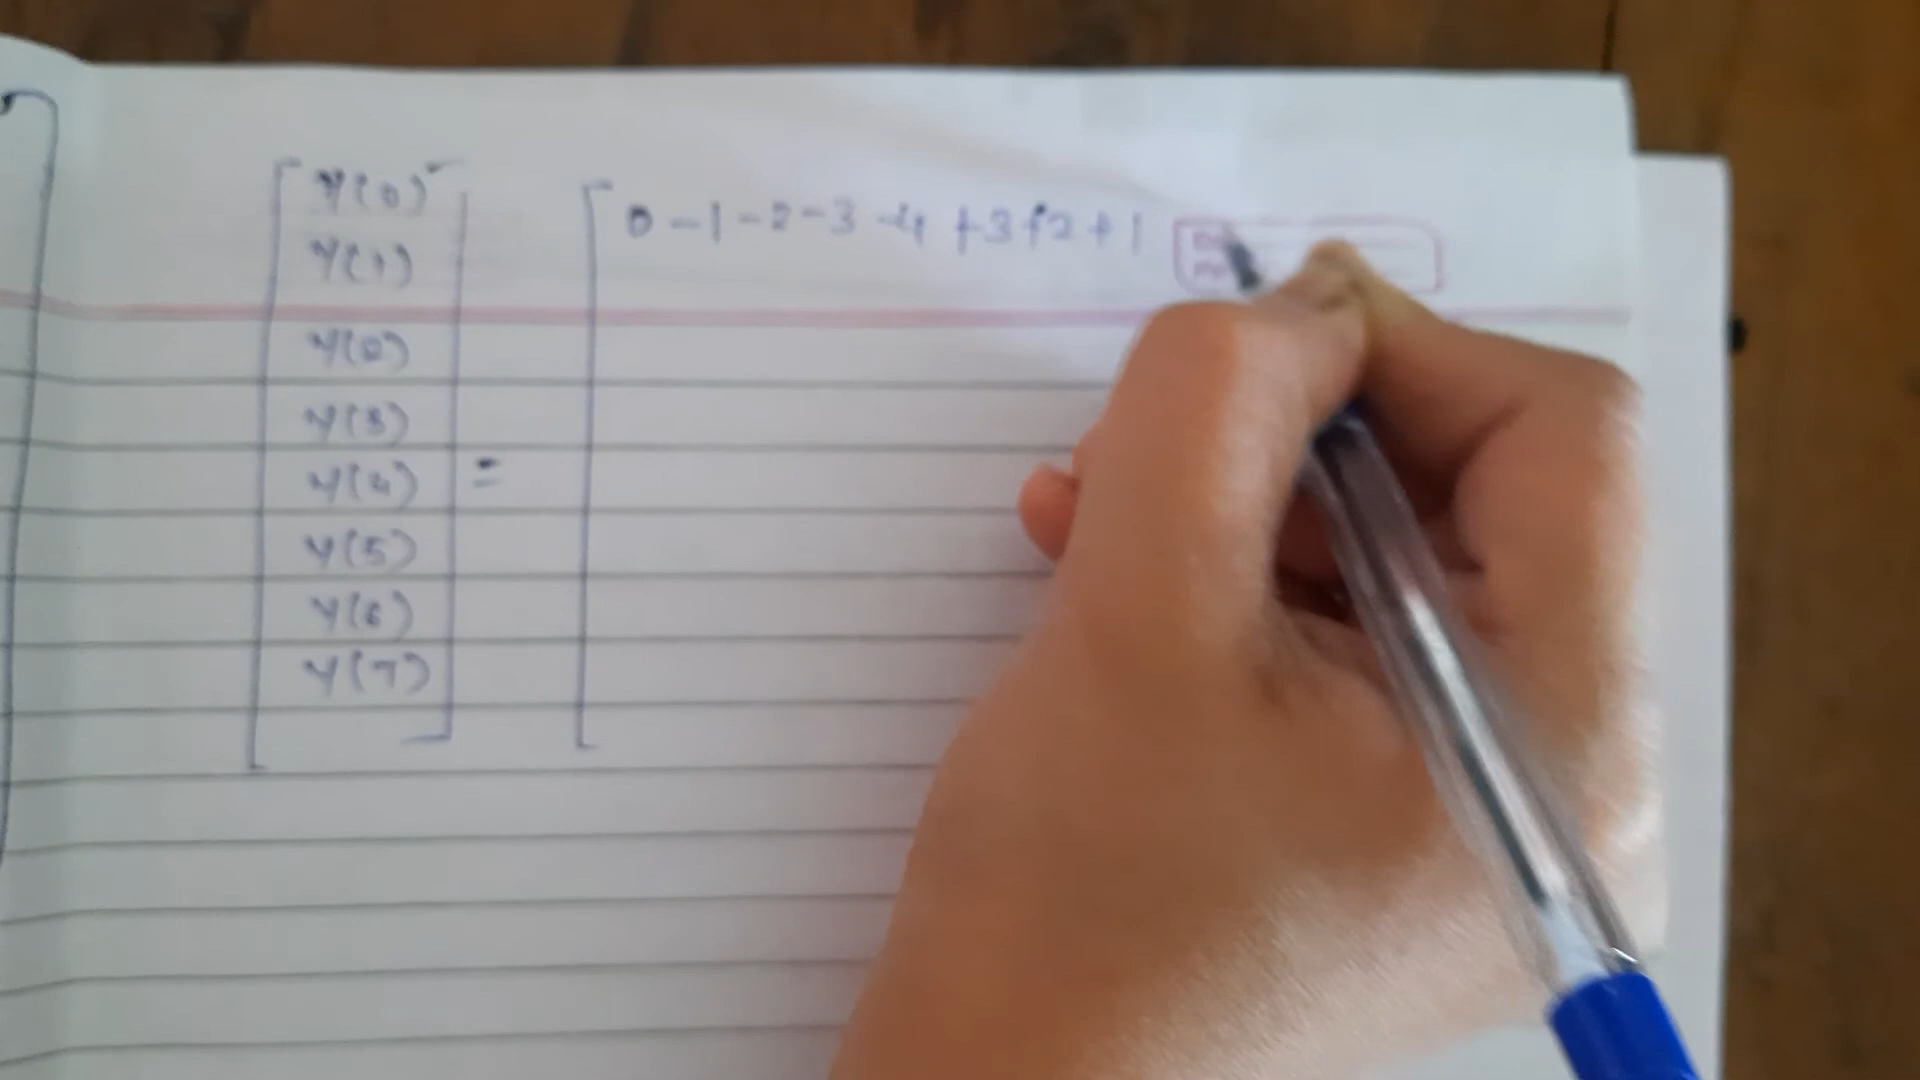 y(0) 0 -1 -2 -3 -4 +3 +2 +1
y(1)
y(2)
y(3)
y(4) =
y(5)
y(6)
y(7)